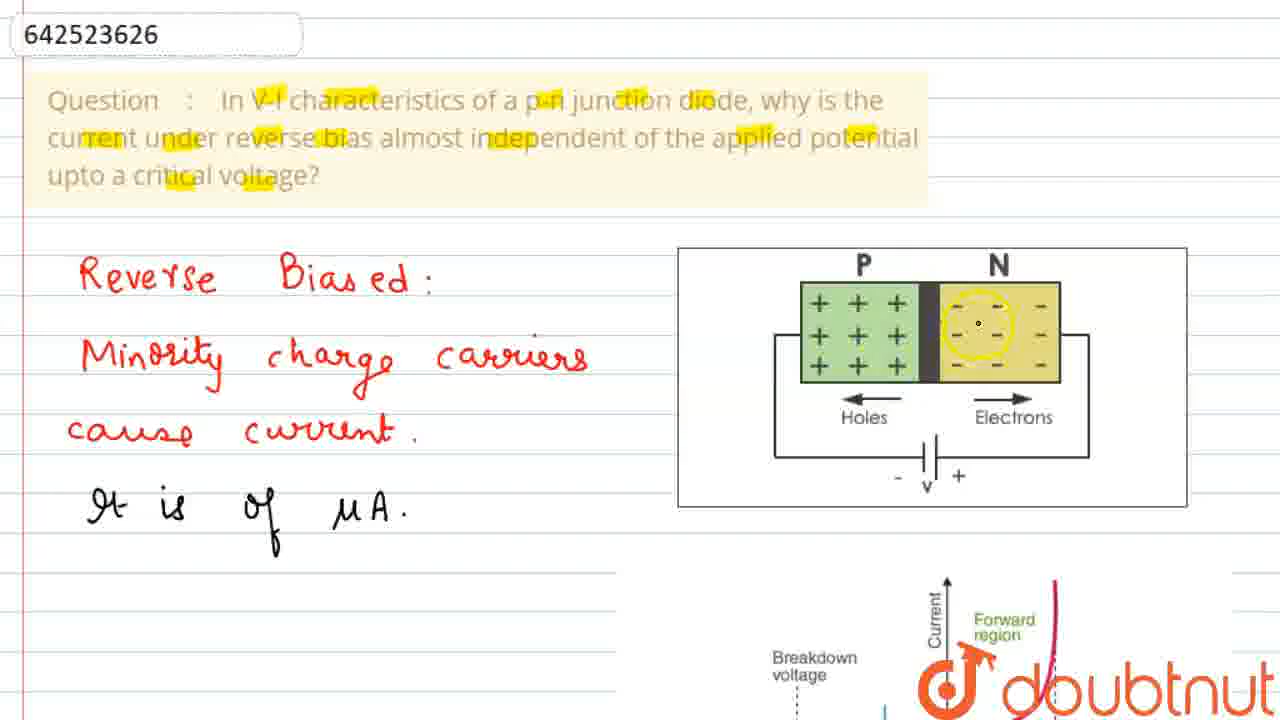 642523626
Question : In V-I characteristics of a p-n junction diode, why is the
current under reverse bias almost independent of the applied potential
upto a critical voltage?
Reverse Biased:
Minority charge carriers
cause current.
It is of μA.
P N
+ + + - - -
+ + + - - -
+ + + - - -
Holes Electrons
- V +
Current
Forward
region
Breakdown
voltage
doubtnut